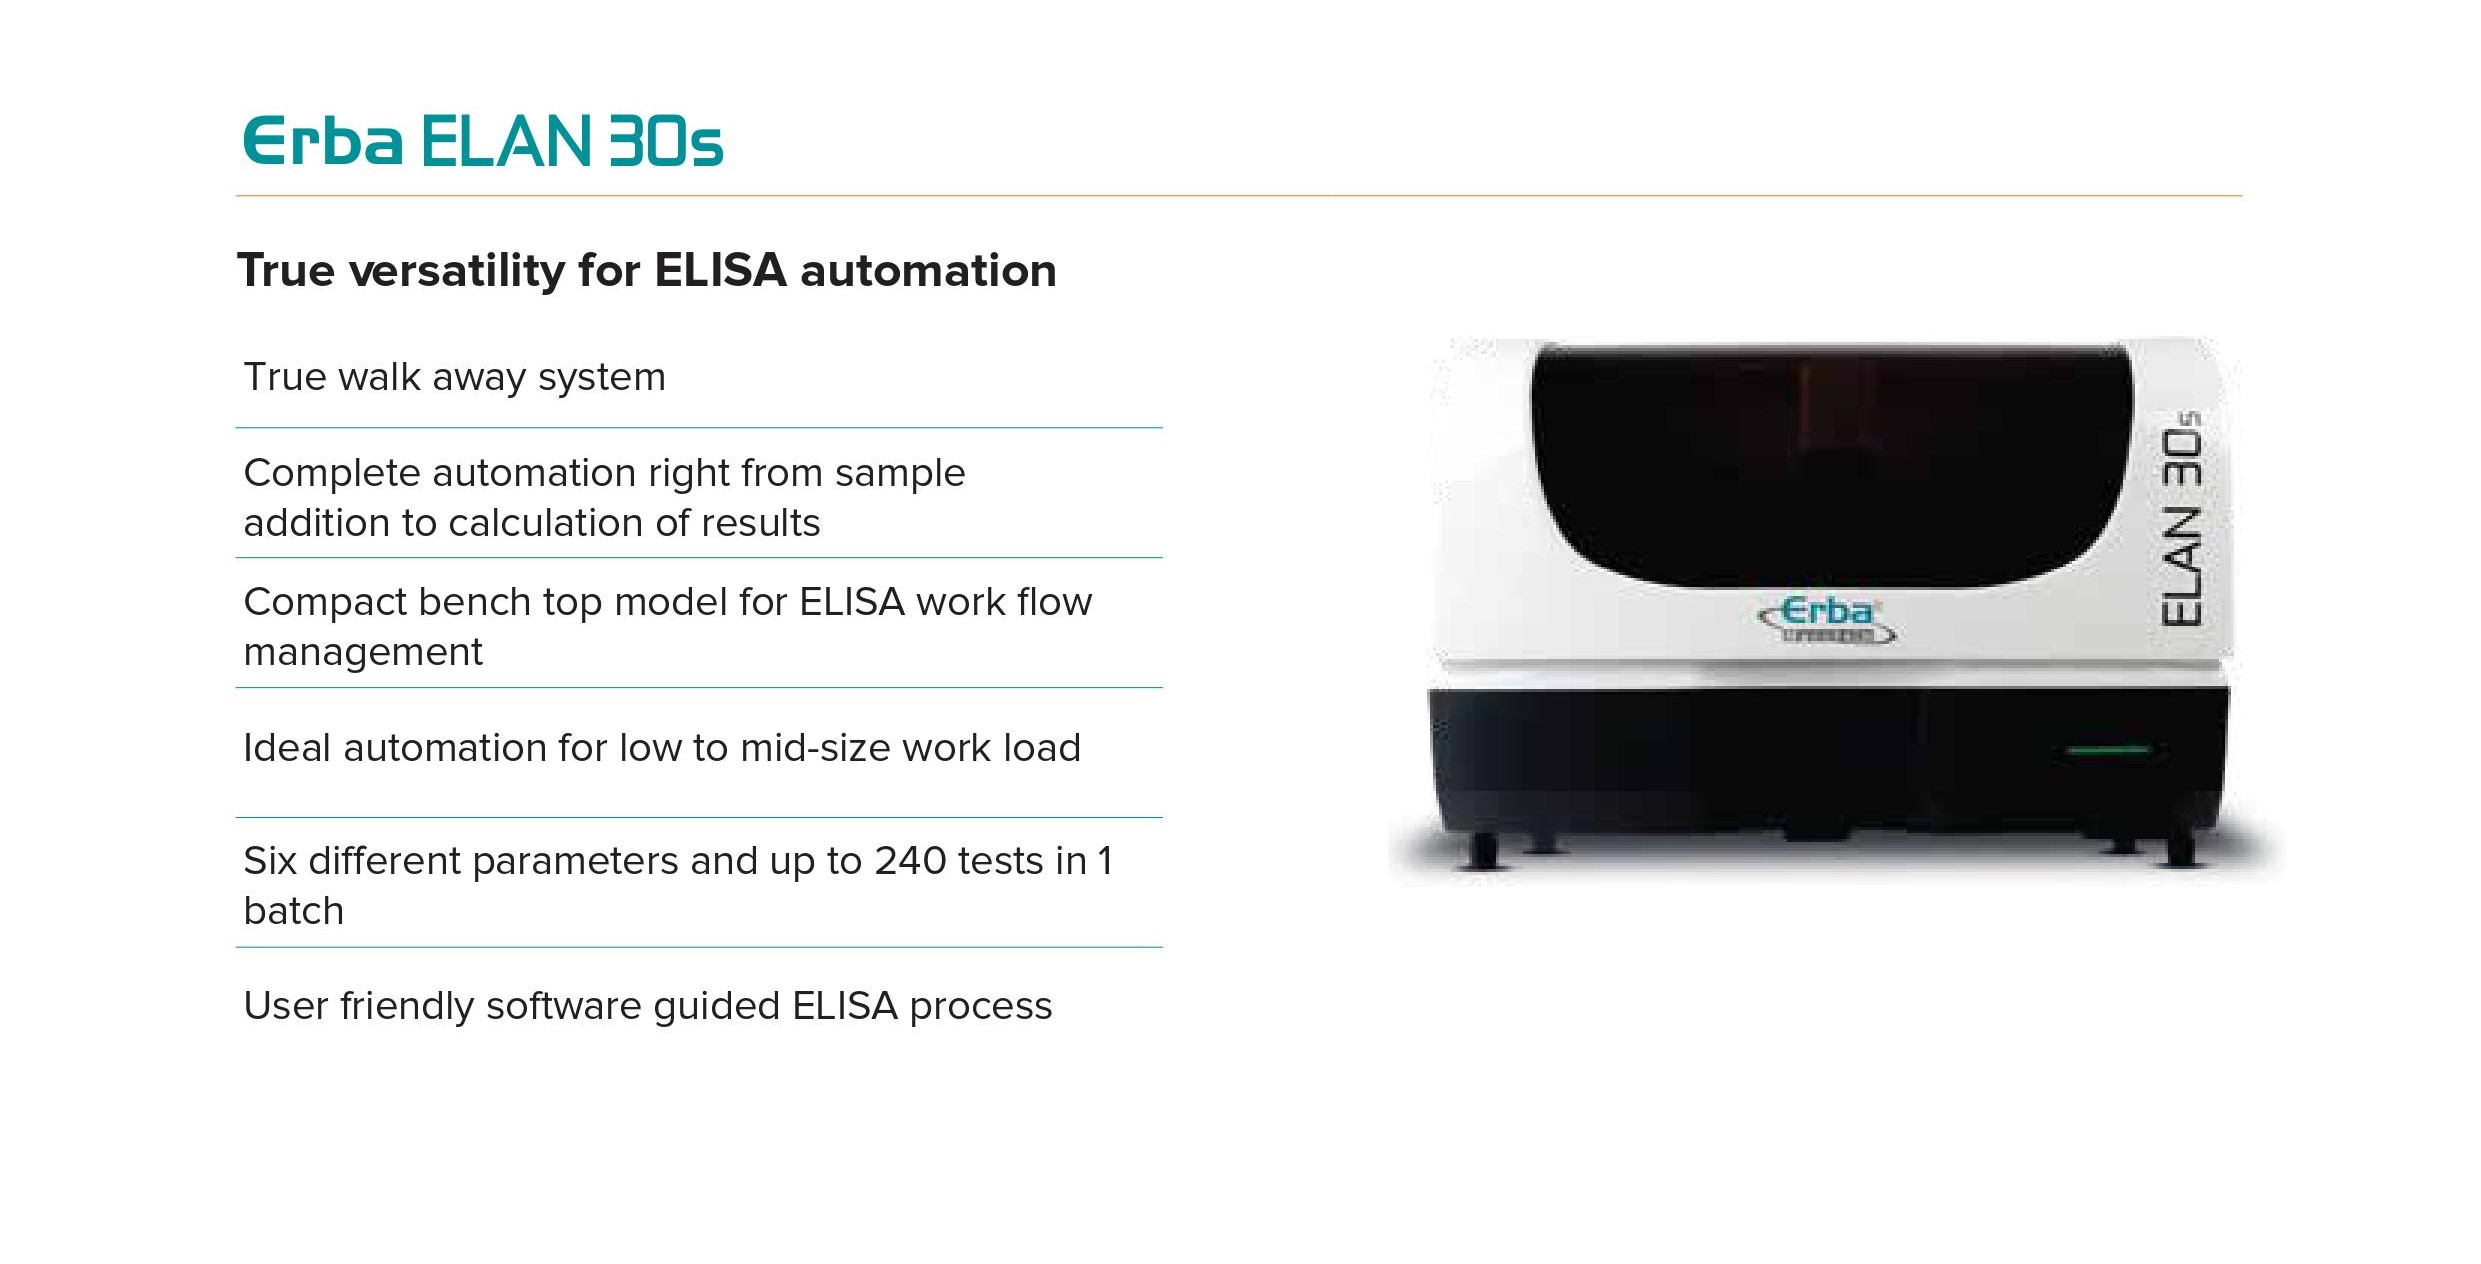 Erba ELAN 30s
True versatility for ELISA automation
True walk away system
Complete automation right from sample
addition to calculation of results
Compact bench top model for ELISA work flow
management
Ideal automation for low to mid-size work load
Six different parameters and up to 240 tests in 1
batch
User friendly software guided ELISA process
ELAN 30s
Erba